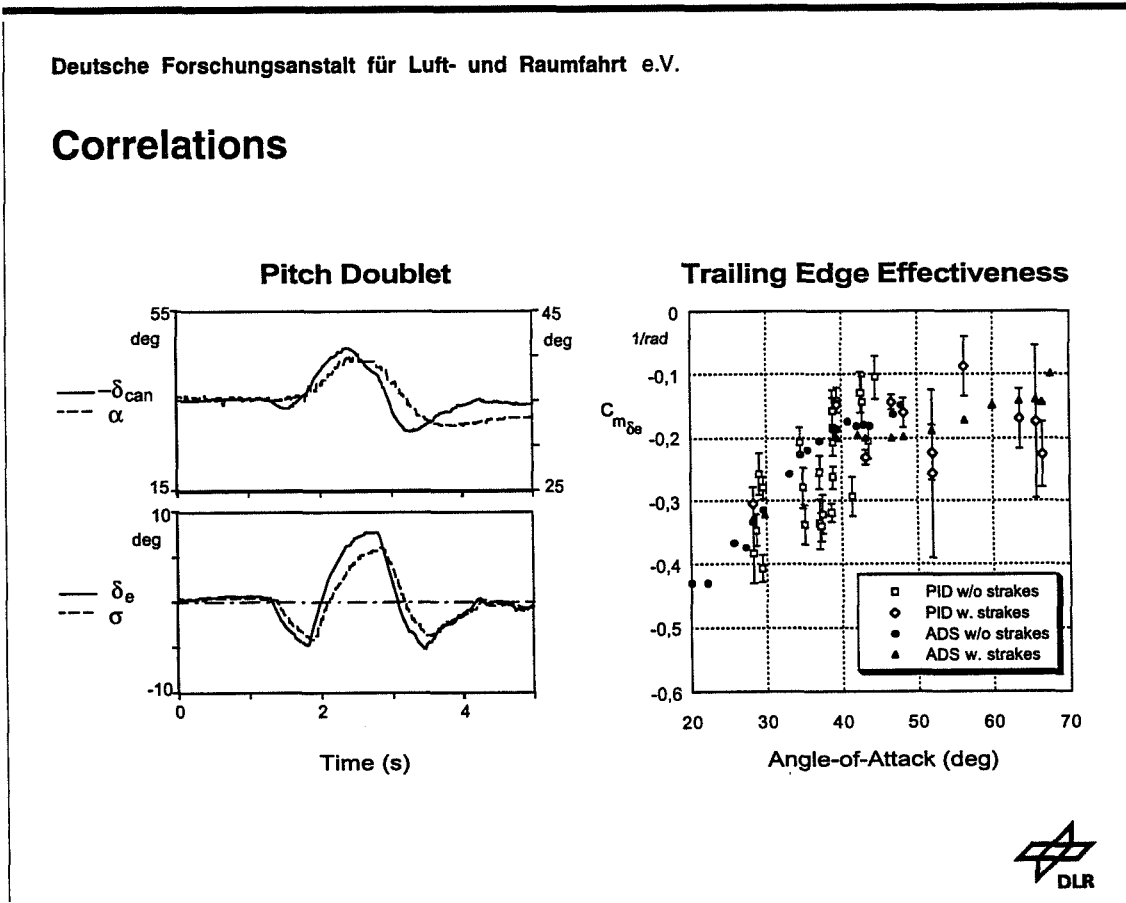 Deutsche Forschungsanstalt für Luft- und Raumfahrt e.V.
Correlations
Pitch Doublet
55
deg
15
45
deg
25
−δcan
α
10
deg
-10
δe
σ
0
2
4
Time (s)
Trailing Edge Effectiveness
0
1/rad
-0,1
Cmδe
-0,2
-0,3
-0,4
-0,5
-0,6
PID w/o strakes
PID w. strakes
ADS w/o strakes
ADS w. strakes
20
30
40
50
60
70
Angle-of-Attack (deg)
DLR